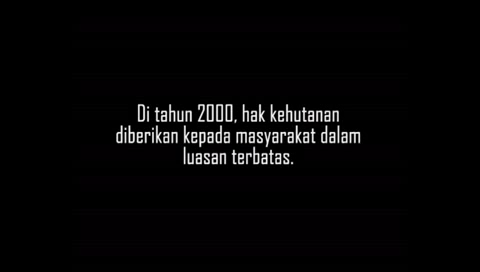 Di tahun 2000, hak kehutanan
diberikan kepada masyarakat dalam
luasan terbatas.